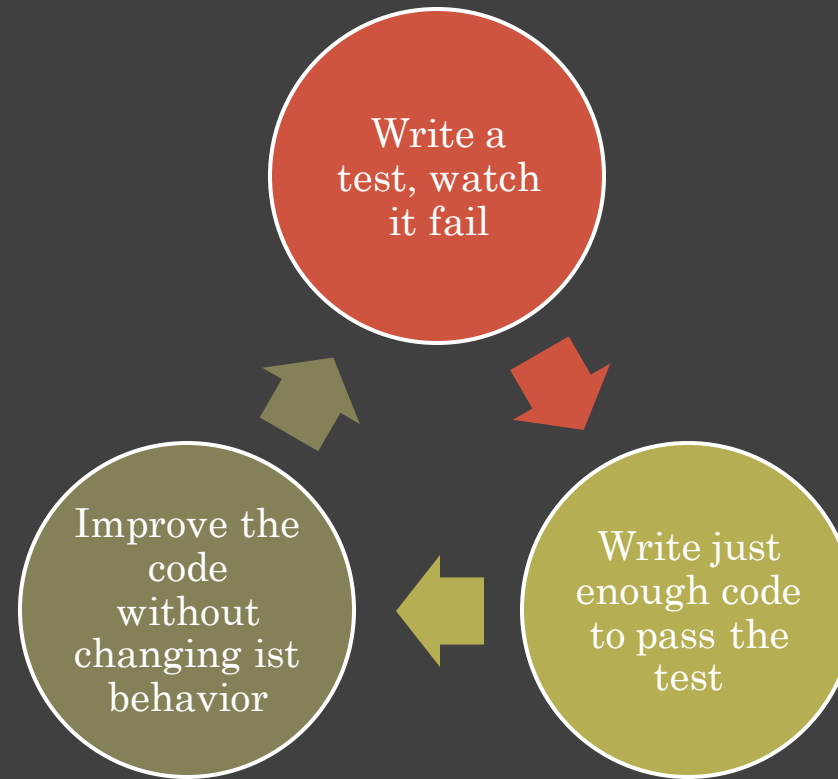 Write a
test, watch
it fail
Write just
enough code
to pass the
test
Improve the
code
without
changing ist
behavior